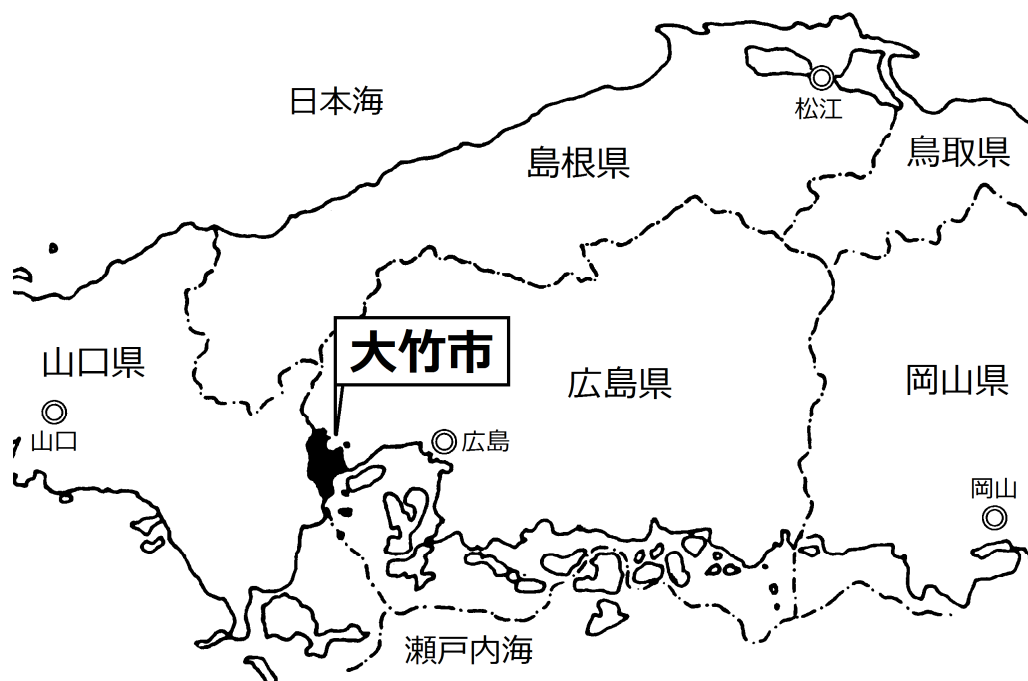 日本海
松江
島根県
鳥取県
大竹市
山口県
広島県
岡山県
山口
広島
岡山
瀬戸内海